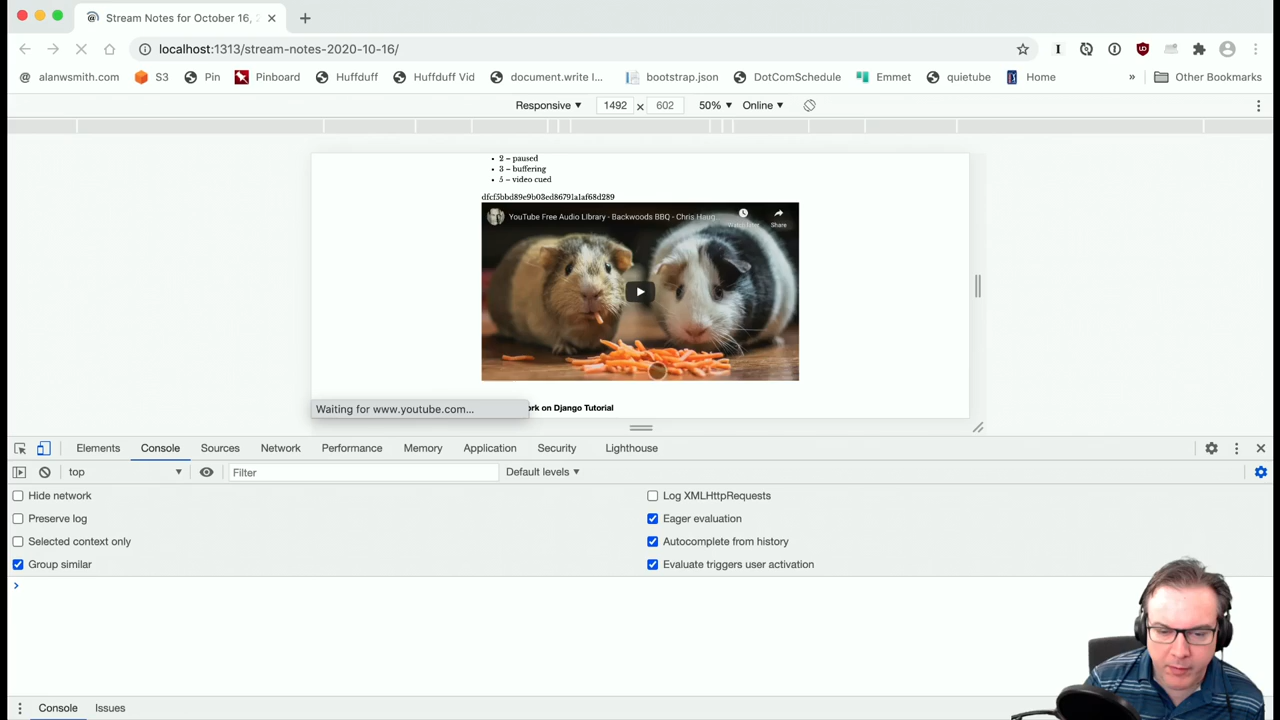 Stream Notes for October 16, 2
localhost:1313/stream-notes-2020-10-16/
alanwsmith.com S3 Pin Pinboard Huffduff Huffduff Vid document.write I... bootstrap.json DotComSchedule Emmet quietube Home » Other Bookmarks
Responsive ▼ 1492 × 602 50% ▼ Online ▼
• 2 – paused
• 3 – buffering
• 5 – video cued
YouTube Free Audio Library - Backwoods BBQ - Chris Haug
Watch later Share
Waiting for www.youtube.com...
rk on Django Tutorial
Elements Console Sources Network Performance Memory Application Security Lighthouse
top ▼ Filter Default levels ▼
Hide network Log XMLHttpRequests
Preserve log Eager evaluation
Selected context only Autocomplete from history
Group similar Evaluate triggers user activation
Console Issues